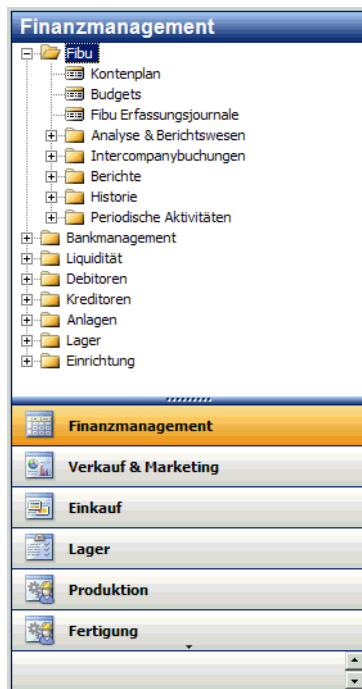 Finanzmanagement
Fibu
Kontenplan
Budgets
Fibu Erfassungsjournale
Analyse & Berichtswesen
Intercompanybuchungen
Berichte
Historie
Periodische Aktivitäten
Bankmanagement
Liquidität
Debitoren
Kreditoren
Anlagen
Lager
Einrichtung
Finanzmanagement
Verkauf & Marketing
Einkauf
Lager
Produktion
Fertigung